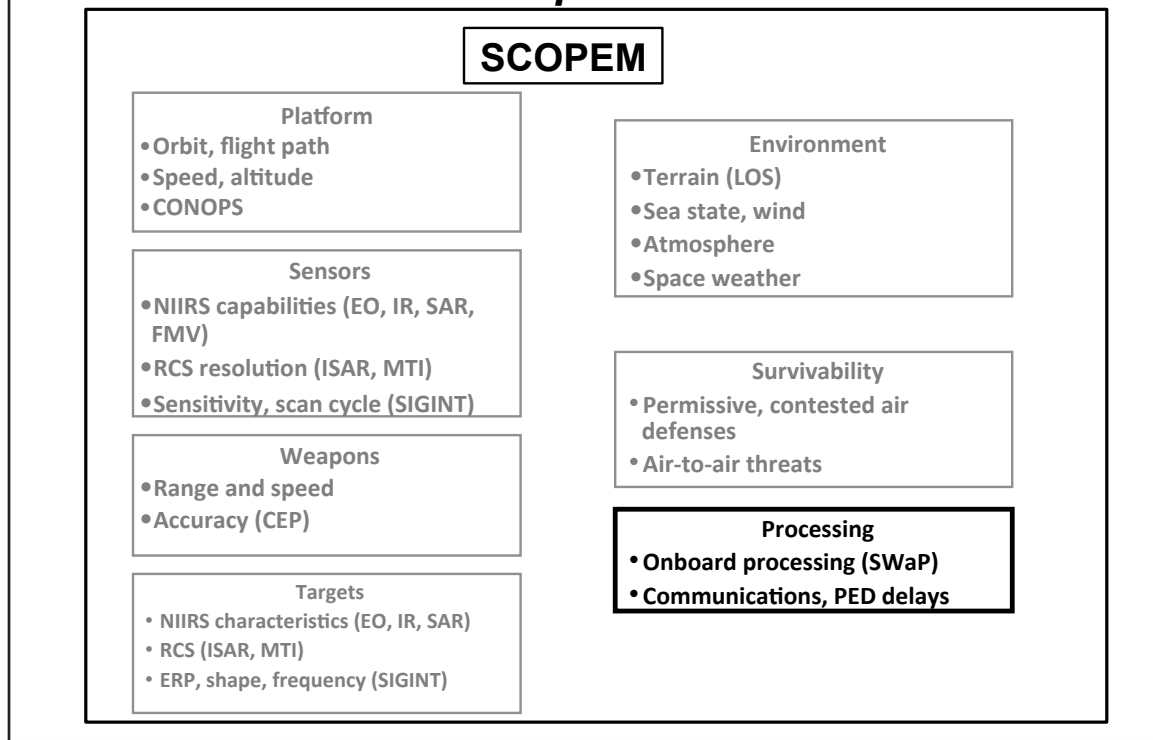 SCOPEM
Platform
•Orbit, flight path
•Speed, altitude
•CONOPS
Sensors
•NIIRS capabilities (EO, IR, SAR,
FMV)
•RCS resolution (ISAR, MTI)
•Sensitivity, scan cycle (SIGINT)
Weapons
•Range and speed
•Accuracy (CEP)
Targets
• NIIRS characteristics (EO, IR, SAR)
• RCS (ISAR, MTI)
• ERP, shape, frequency (SIGINT)
Environment
•Terrain (LOS)
•Sea state, wind
•Atmosphere
•Space weather
Survivability
• Permissive, contested air
defenses
• Air-to-air threats
Processing
• Onboard processing (SWaP)
• Communications, PED delays